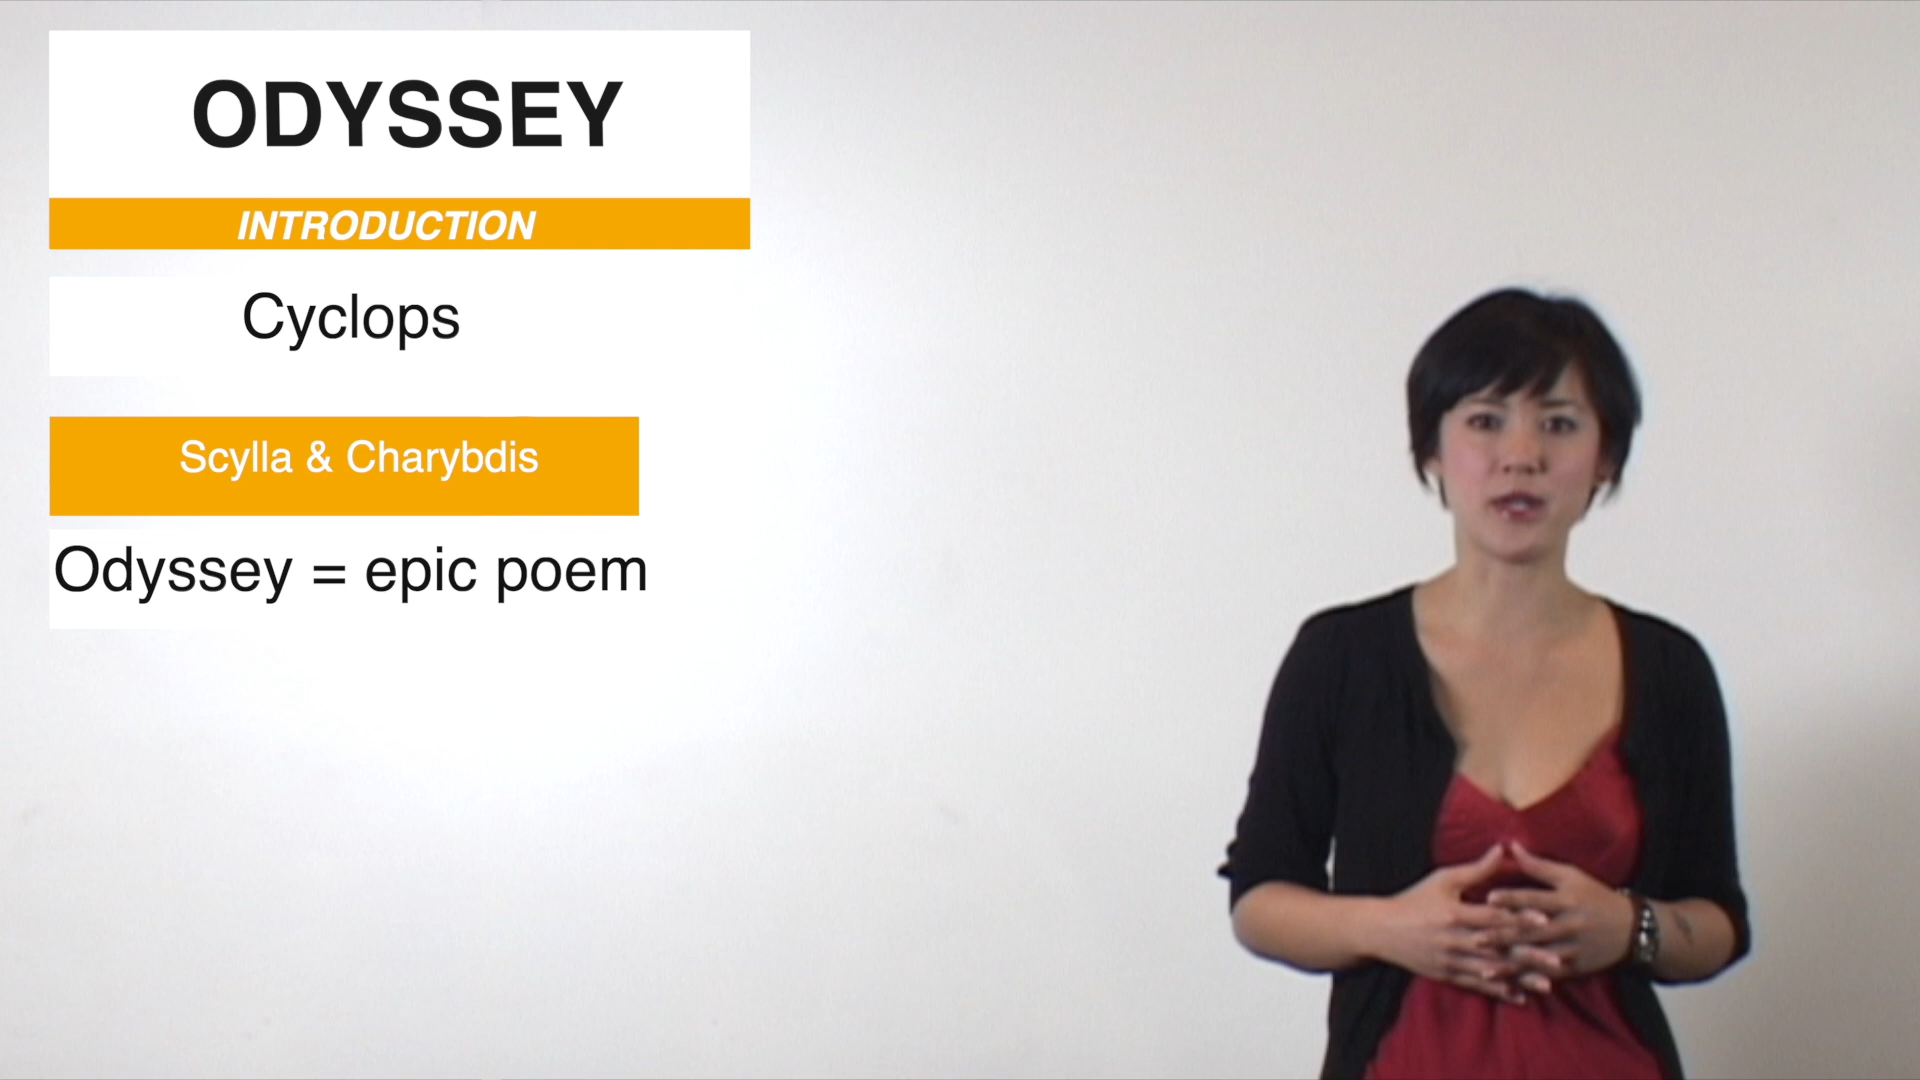 ODYSSEY
INTRODUCTION
Cyclops
Scylla & Charybdis
Odyssey = epic poem